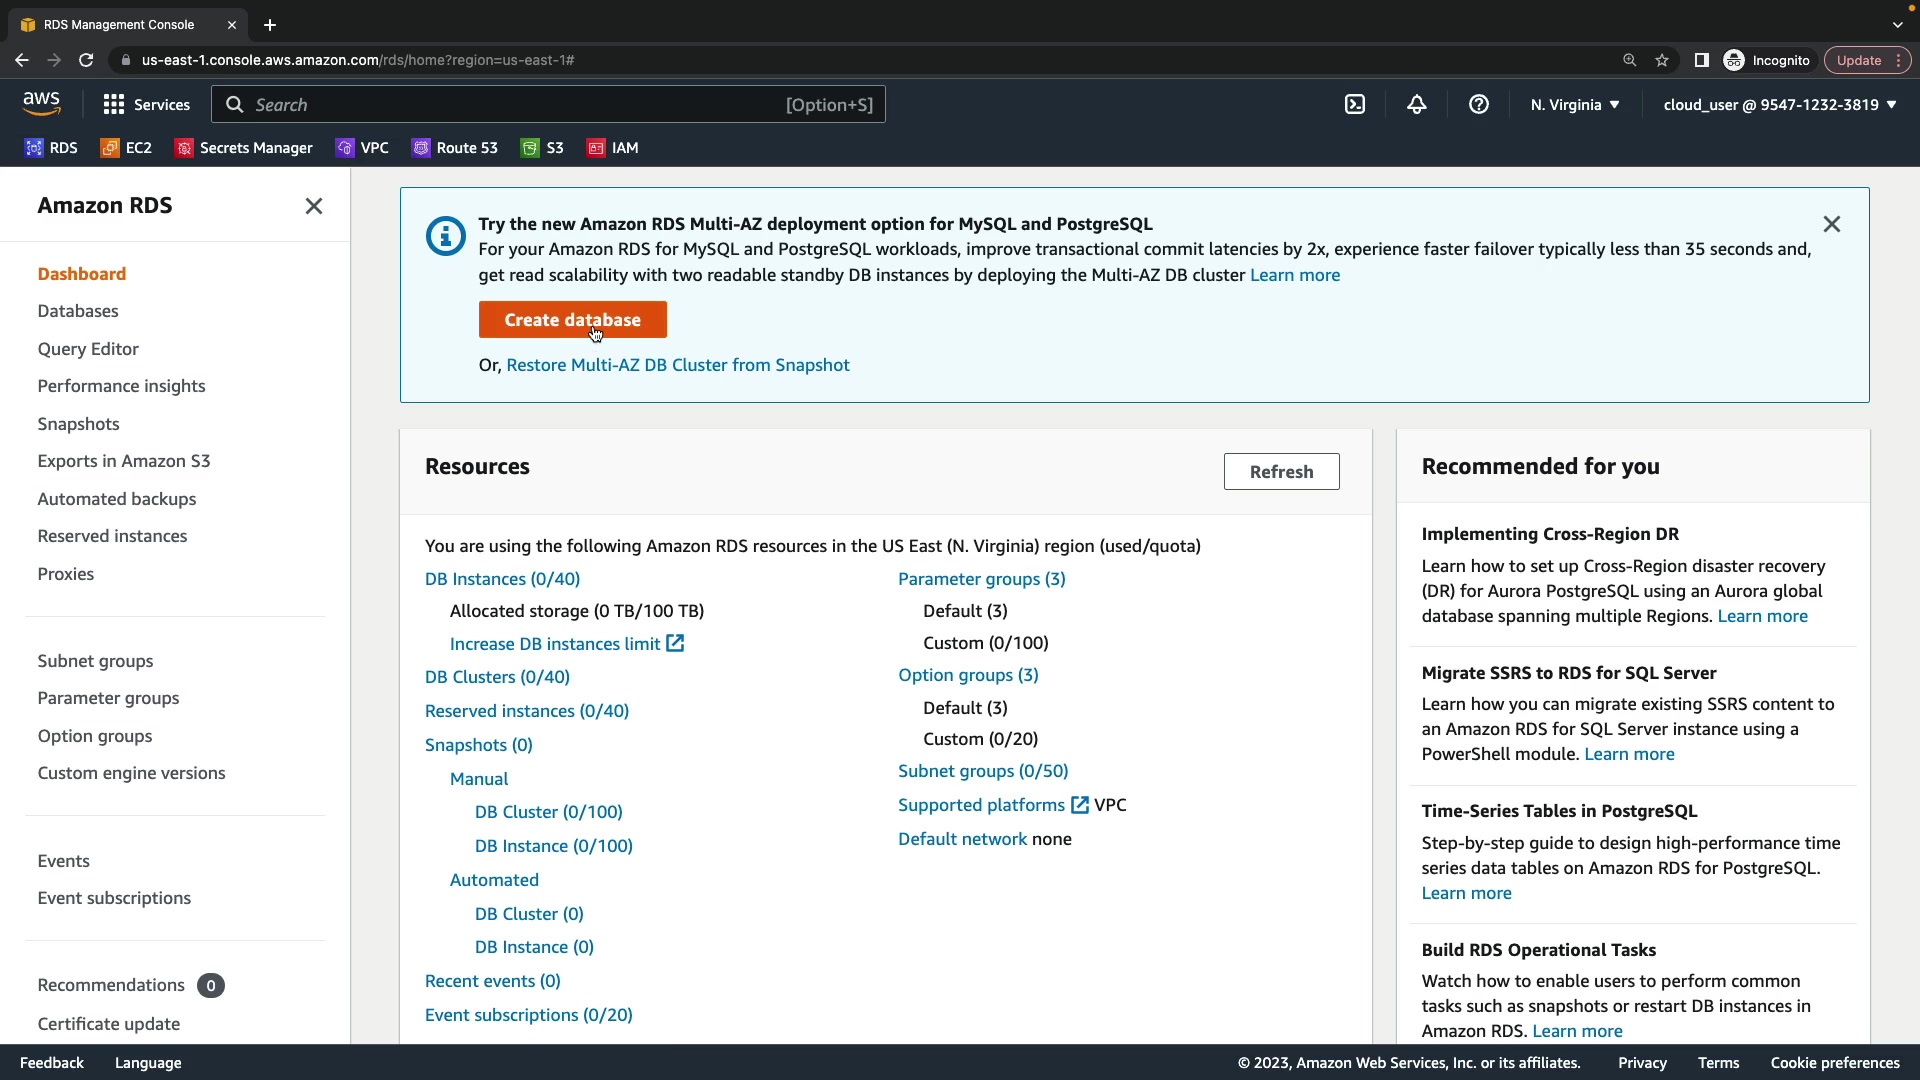 RDS Management Console
us-east-1.console.aws.amazon.com/rds/home?region=us-east-1#
Incognito
Update
aws
Services
Search
[Option+S]
N. Virginia
cloud_user @ 9547-1232-3819
RDS
EC2
Secrets Manager
VPC
Route 53
S3
IAM
Amazon RDS
Dashboard
Databases
Query Editor
Performance insights
Snapshots
Exports in Amazon S3
Automated backups
Reserved instances
Proxies
Subnet groups
Parameter groups
Option groups
Custom engine versions
Events
Event subscriptions
Recommendations 0
Certificate update
Try the new Amazon RDS Multi-AZ deployment option for MySQL and PostgreSQL
For your Amazon RDS for MySQL and PostgreSQL workloads, improve transactional commit latencies by 2x, experience faster failover typically less than 35 seconds and,
get read scalability with two readable standby DB instances by deploying the Multi-AZ DB cluster Learn more
Create database
Or, Restore Multi-AZ DB Cluster from Snapshot
Resources
Refresh
You are using the following Amazon RDS resources in the US East (N. Virginia) region (used/quota)
DB Instances (0/40)
Allocated storage (0 TB/100 TB)
Increase DB instances limit
DB Clusters (0/40)
Reserved instances (0/40)
Snapshots (0)
Manual
DB Cluster (0/100)
DB Instance (0/100)
Automated
DB Cluster (0)
DB Instance (0)
Recent events (0)
Event subscriptions (0/20)
Parameter groups (3)
Default (3)
Custom (0/100)
Option groups (3)
Default (3)
Custom (0/20)
Subnet groups (0/50)
Supported platforms VPC
Default network none
Recommended for you
Implementing Cross-Region DR
Learn how to set up Cross-Region disaster recovery
(DR) for Aurora PostgreSQL using an Aurora global
database spanning multiple Regions. Learn more
Migrate SSRS to RDS for SQL Server
Learn how you can migrate existing SSRS content to
an Amazon RDS for SQL Server instance using a
PowerShell module. Learn more
Time-Series Tables in PostgreSQL
Step-by-step guide to design high-performance time
series data tables on Amazon RDS for PostgreSQL.
Learn more
Build RDS Operational Tasks
Watch how to enable users to perform common
tasks such as snapshots or restart DB instances in
Amazon RDS. Learn more
Feedback
Language
© 2023, Amazon Web Services, Inc. or its affiliates.
Privacy
Terms
Cookie preferences